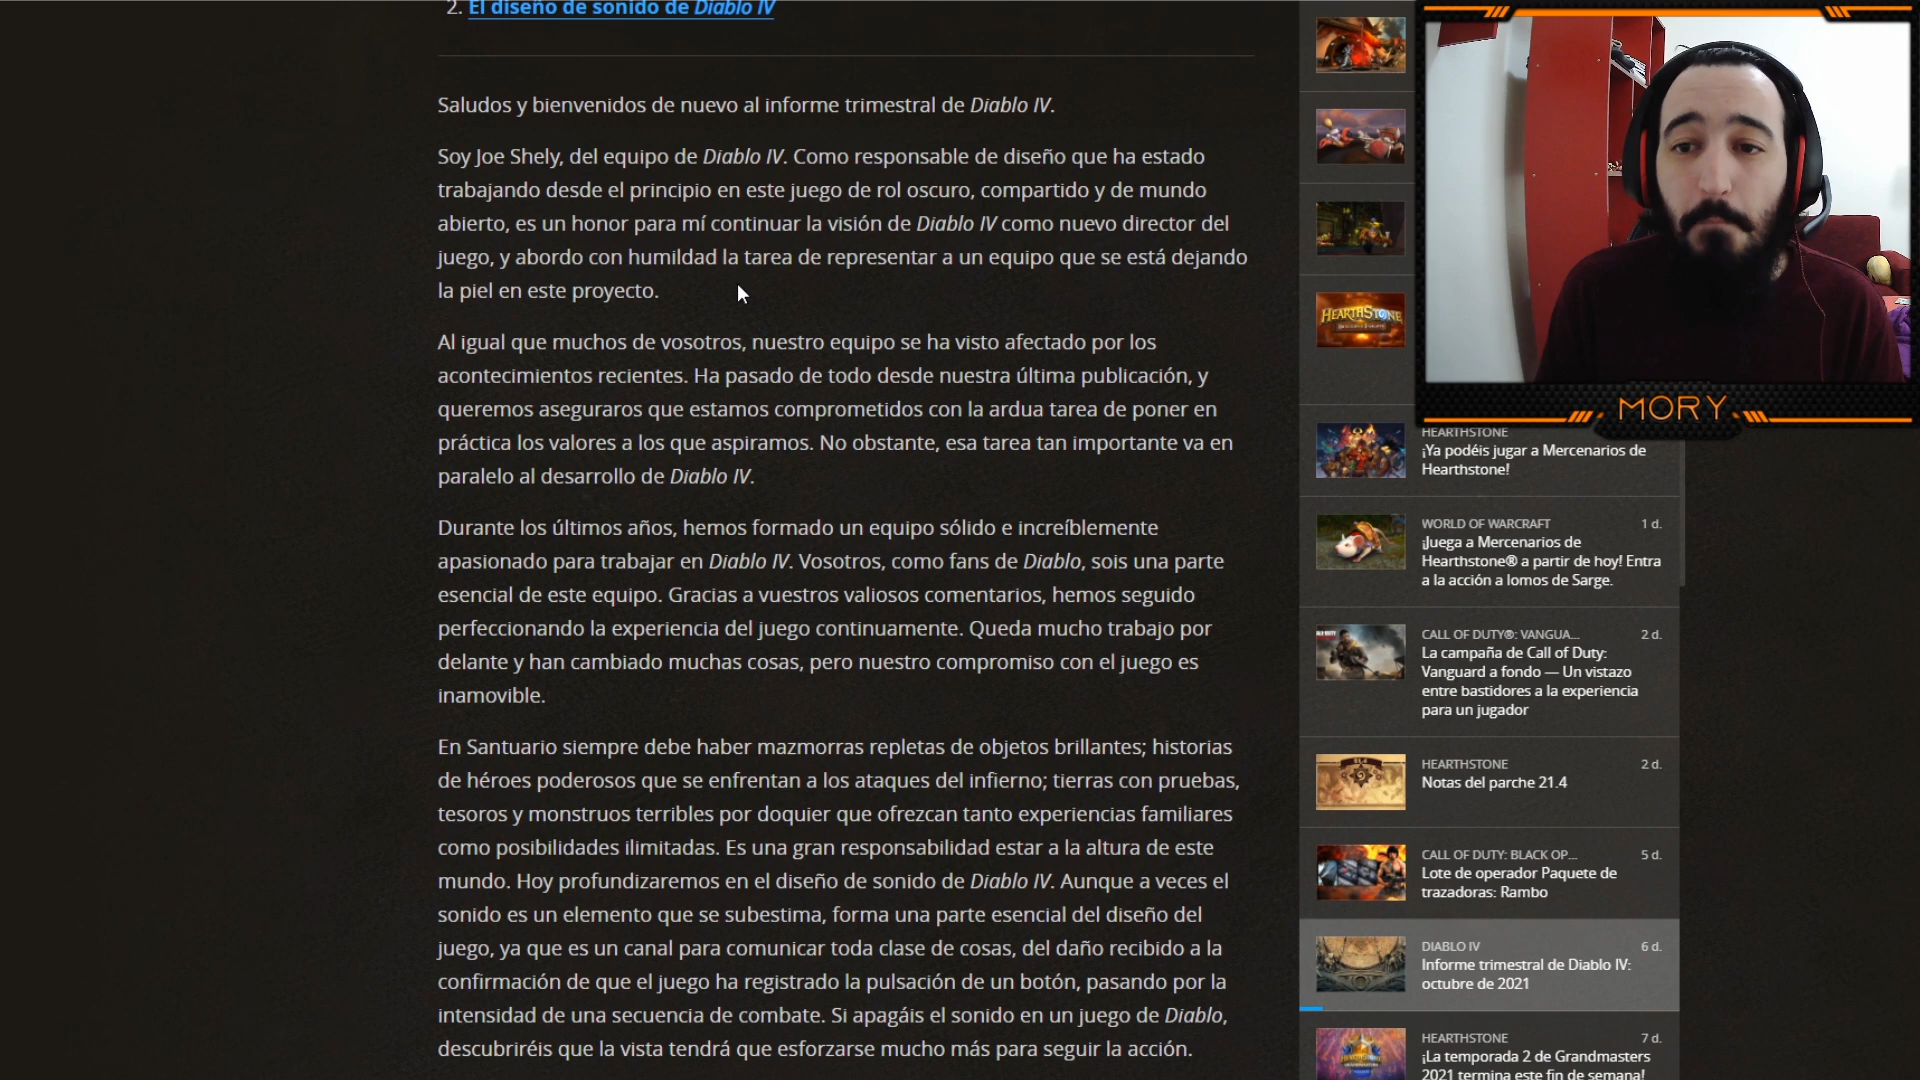 2. El diseño de sonido de Diablo IV
Saludos y bienvenidos de nuevo al informe trimestral de Diablo IV.
Soy Joe Shely, del equipo de Diablo IV. Como responsable de diseño que ha estado
trabajando desde el principio en este juego de rol oscuro, compartido y de mundo
abierto, es un honor para mí continuar la visión de Diablo IV como nuevo director del
juego, y abordo con humildad la tarea de representar a un equipo que se está dejando
la piel en este proyecto.
Al igual que muchos de vosotros, nuestro equipo se ha visto afectado por los
acontecimientos recientes. Ha pasado de todo desde nuestra última publicación, y
queremos aseguraros que estamos comprometidos con la ardua tarea de poner en
práctica los valores a los que aspiramos. No obstante, esa tarea tan importante va en
paralelo al desarrollo de Diablo IV.
Durante los últimos años, hemos formado un equipo sólido e increíblemente
apasionado para trabajar en Diablo IV. Vosotros, como fans de Diablo, sois una parte
esencial de este equipo. Gracias a vuestros valiosos comentarios, hemos seguido
perfeccionando la experiencia del juego continuamente. Queda mucho trabajo por
delante y han cambiado muchas cosas, pero nuestro compromiso con el juego es
inamovible.
En Santuario siempre debe haber mazmorras repletas de objetos brillantes; historias
de héroes poderosos que se enfrentan a los ataques del infierno; tierras con pruebas,
tesoros y monstruos terribles por doquier que ofrezcan tanto experiencias familiares
como posibilidades ilimitadas. Es una gran responsabilidad estar a la altura de este
mundo. Hoy profundizaremos en el diseño de sonido de Diablo IV. Aunque a veces el
sonido es un elemento que se subestima, forma una parte esencial del diseño del
juego, ya que es un canal para comunicar toda clase de cosas, del daño recibido a la
confirmación de que el juego ha registrado la pulsación de un botón, pasando por la
intensidad de una secuencia de combate. Si apagáis el sonido en un juego de Diablo,
descubriréis que la vista tendrá que esforzarse mucho más para seguir la acción.
MORY
HEARTHSTONE
HEARTHSTONE
¡Ya podéis jugar a Mercenarios de
Hearthstone!
WORLD OF WARCRAFT 1 d.
¡Juega a Mercenarios de
Hearthstone® a partir de hoy! Entra
a la acción a lomos de Sarge.
CALL OF DUTY®: VANGUA... 2 d.
La campaña de Call of Duty:
Vanguard a fondo — Un vistazo
entre bastidores a la experiencia
para un jugador
HEARTHSTONE 2 d.
Notas del parche 21.4
CALL OF DUTY: BLACK OP... 5 d.
Lote de operador Paquete de
trazadoras: Rambo
DIABLO IV 6 d.
Informe trimestral de Diablo IV:
octubre de 2021
HEARTHSTONE 7 d.
¡La temporada 2 de Grandmasters
2021 termina este fin de semana!